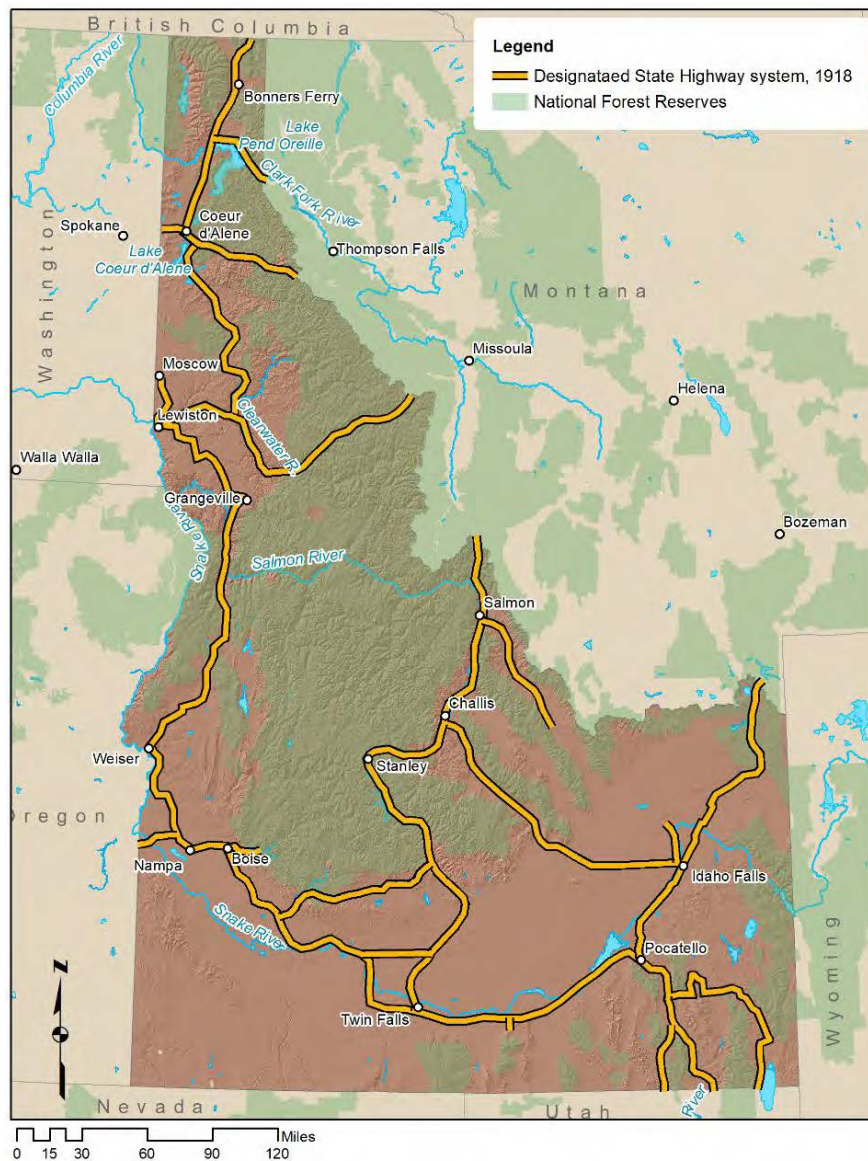 British Columbia
Legend
Designataed State Highway system, 1918
National Forest Reserves
Columbia River
Bonners Ferry
Lake
Pend Oreille
Clark Fork River
Washington
Spokane
Coeur
d'Alene
Lake
Coeur d'Alene
Thompson Falls
Montana
Moscow
Missoula
Helena
Lewiston
Clearwater R.
Walla Walla
Grangeville
Snake River
Bozeman
Salmon River
Salmon
Challis
Weiser
Stanley
Oregon
Nampa
Boise
Idaho Falls
Snake River
Wyoming
Pocatello
N
Twin Falls
Nevada
Utah
River
Miles
0 15 30 60 90 120